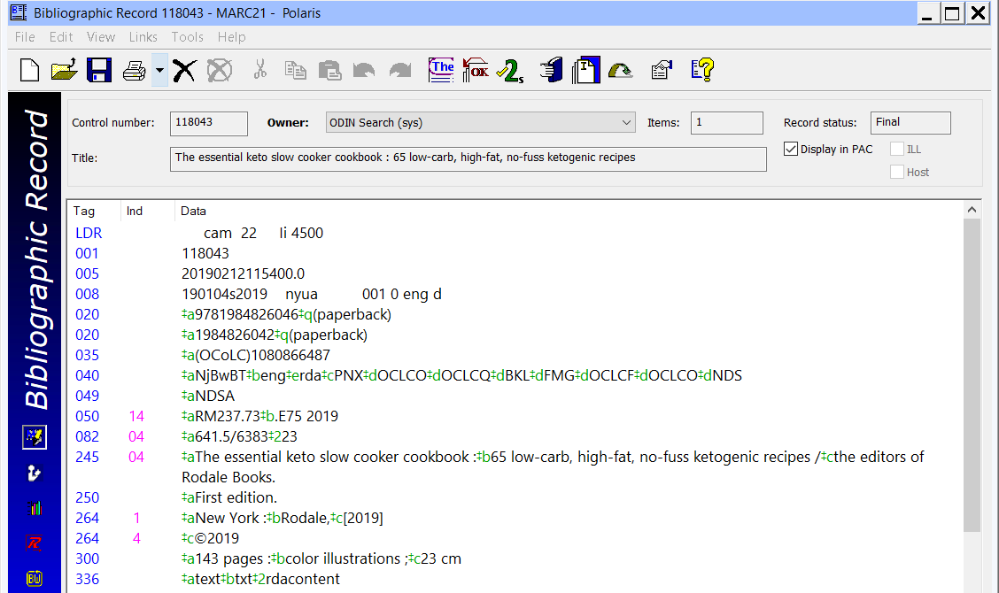 Bibliographic Record 118043 - MARC21 - Polaris
File Edit View Links Tools Help
The OK 2s
Control number: 118043 Owner: ODIN Search (sys) Items: 1 Record status: Final
Title: The essential keto slow cooker cookbook : 65 low-carb, high-fat, no-fuss ketogenic recipes
Display in PAC ILL
Host
Bibliographic Record
Tag Ind Data
LDR cam 22 li 4500
001 118043
005 20190212115400.0
008 190104s2019 nyua 001 0 eng d
020 ‡a9781984826046‡q(paperback)
020 ‡a1984826042‡q(paperback)
035 ‡a(OCoLC)1080866487
040 ‡aNjBwBT‡beng‡erda‡cPNX‡dOCLCO‡dOCLCQ‡dBKL‡dFMG‡dOCLCF‡dOCLCO‡dNDS
049 ‡aNDSA
050 14 ‡aRM237.73‡b.E75 2019
082 04 ‡a641.5/6383‡223
245 04 ‡aThe essential keto slow cooker cookbook :‡b65 low-carb, high-fat, no-fuss ketogenic recipes /‡cthe editors of
Rodale Books.
250 ‡aFirst edition.
264 1 ‡aNew York :‡bRodale,‡c[2019]
264 4 ‡c©2019
300 ‡a143 pages :‡bcolor illustrations ;‡c23 cm
336 ‡atext‡btxt‡2rdacontent